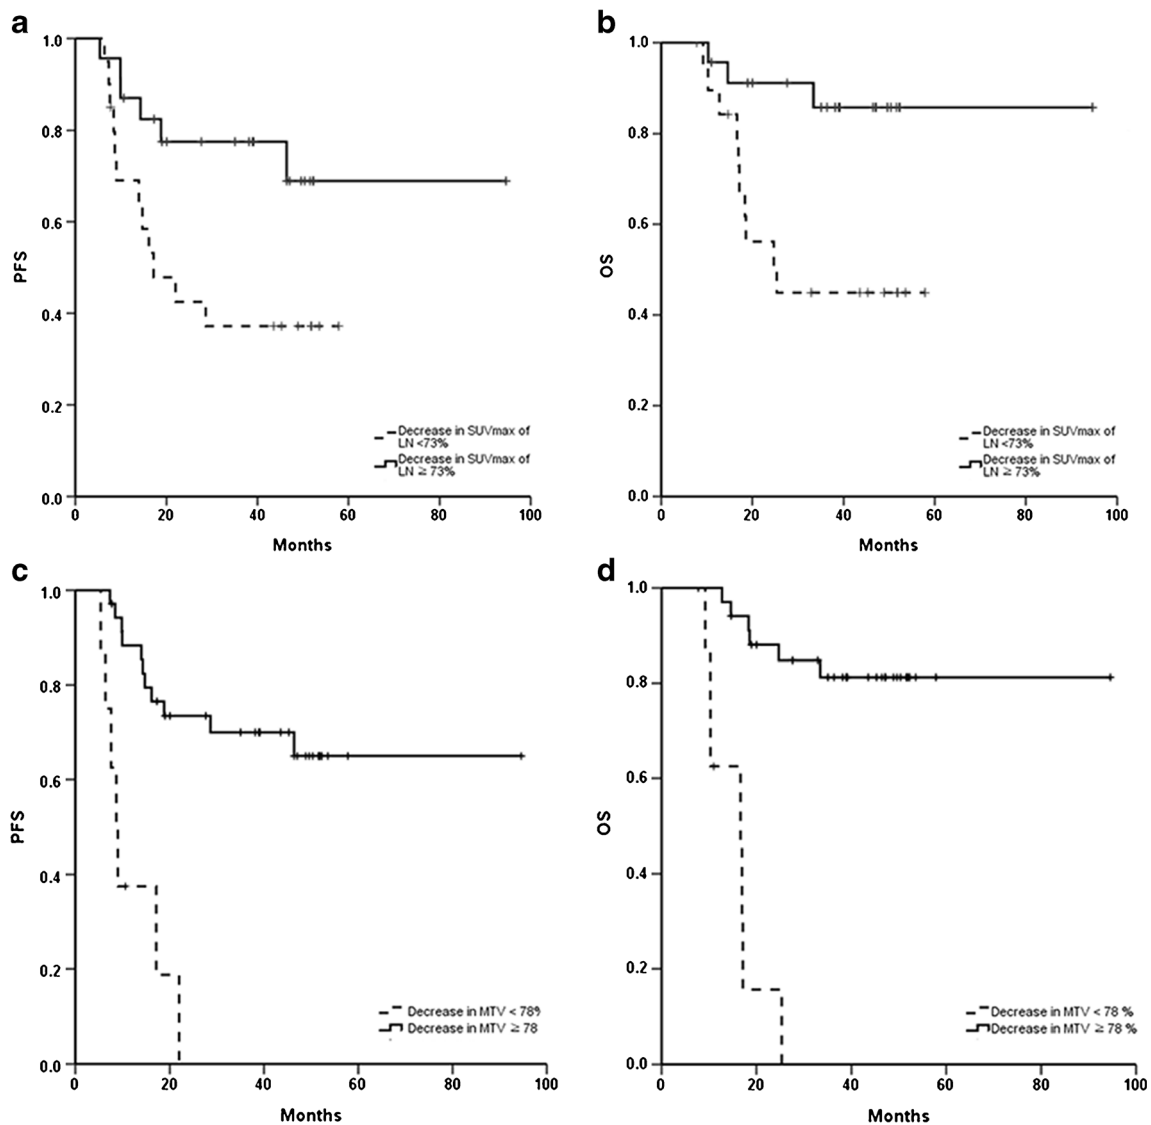 a
1.0
0.8
0.6
0.4
0.2
0.0
PFS
0 20 40 60 80 100
Months
Decrease in SUVmax of
LN <73%
Decrease in SUVmax of
LN ≥ 73%
b
1.0
0.8
0.6
0.4
0.2
0.0
OS
0 20 40 60 80 100
Months
Decrease in SUVmax of
LN <73%
Decrease in SUVmax of
LN ≥ 73%
c
1.0
0.8
0.6
0.4
0.2
0.0
PFS
0 20 40 60 80 100
Months
Decrease in MTV < 78%
Decrease in MTV ≥ 78
d
1.0
0.8
0.6
0.4
0.2
0.0
OS
0 20 40 60 80 100
Months
Decrease in MTV < 78 %
Decrease in MTV ≥ 78 %